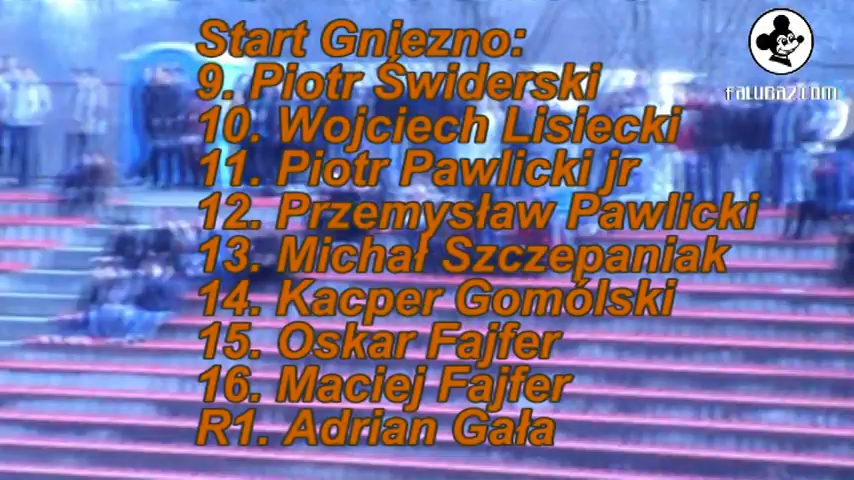 Start Gniezno:
9. Piotr Świderski
10. Wojciech Lisiecki
11. Piotr Pawlicki jr
12. Przemysław Pawlicki
13. Michał Szczepaniak
14. Kacper Gomólski
15. Oskar Fajfer
16. Maciej Fajfer
R1. Adrian Gała
FALUBAZ.COM